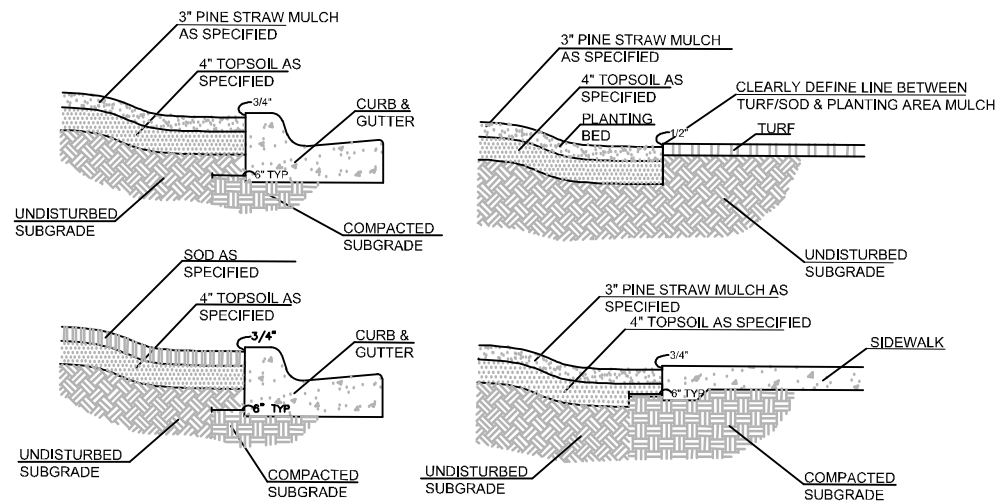 3" PINE STRAW MULCH
AS SPECIFIED
4" TOPSOIL AS
SPECIFIED
3/4"
CURB &
GUTTER
6" TYP
UNDISTURBED
SUBGRADE
COMPACTED
SUBGRADE
3" PINE STRAW MULCH
AS SPECIFIED
4" TOPSOIL AS
SPECIFIED
PLANTING
BED
1/2"
CLEARLY DEFINE LINE BETWEEN
TURF/SOD & PLANTING AREA MULCH
TURF
UNDISTURBED
SUBGRADE
SOD AS
SPECIFIED
4" TOPSOIL AS
SPECIFIED
3/4"
CURB &
GUTTER
6" TYP
UNDISTURBED
SUBGRADE
COMPACTED
SUBGRADE
3" PINE STRAW MULCH AS
SPECIFIED
4" TOPSOIL AS SPECIFIED
3/4"
SIDEWALK
6" TYP
UNDISTURBED
SUBGRADE
COMPACTED
SUBGRADE